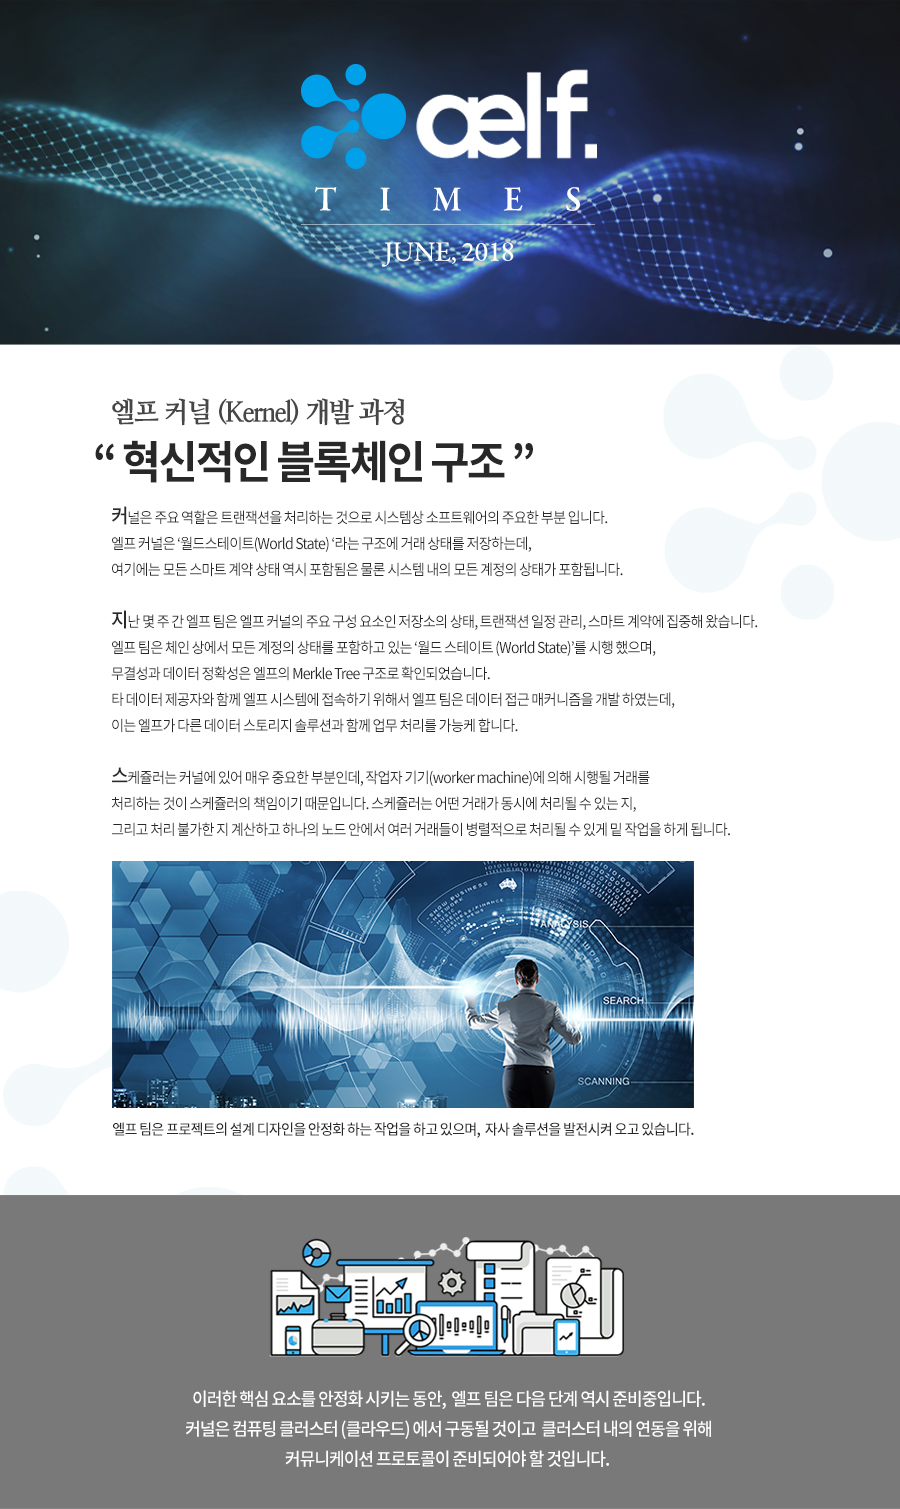 aelf.
TIMES
JUNE, 2018
엘프 커널 (Kernel) 개발 과정
“ 혁신적인 블록체인 구조 ”
커널은 주요 역할은 트랜잭션을 처리하는 것으로 시스템상 소프트웨어의 주요한 부분 입니다.
엘프 커널은 ‘월드스테이트(World State) ‘라는 구조에 거래 상태를 저장하는데,
여기에는 모든 스마트 계약 상태 역시 포함됨은 물론 시스템 내의 모든 계정의 상태가 포함됩니다.
지난 몇 주 간 엘프 팀은 엘프 커널의 주요 구성 요소인 저장소의 상태, 트랜잭션 일정 관리, 스마트 계약에 집중해 왔습니다.
엘프 팀은 체인 상에서 모든 계정의 상태를 포함하고 있는 ‘월드 스테이트 (World State)’를 시행 했으며,
무결성과 데이터 정확성은 엘프의 Merkle Tree 구조로 확인되었습니다.
타 데이터 제공자와 함께 엘프 시스템에 접속하기 위해서 엘프 팀은 데이터 접근 매커니즘을 개발 하였는데,
이는 엘프가 다른 데이터 스토리지 솔루션과 함께 업무 처리를 가능케 합니다.
스케쥴러는 커널에 있어 매우 중요한 부분인데, 작업자 기기(worker machine)에 의해 시행될 거래를
처리하는 것이 스케쥴러의 책임이기 때문입니다. 스케쥴러는 어떤 거래가 동시에 처리될 수 있는 지,
그리고 처리 불가한 지 계산하고 하나의 노드 안에서 여러 거래들이 병렬적으로 처리될 수 있게 밑 작업을 하게 됩니다.
SHOW BUSINESS
NETWORK
ANALYSIS
WORLD
SEARCH
SCANNING
엘프 팀은 프로젝트의 설계 디자인을 안정화 하는 작업을 하고 있으며, 자사 솔루션을 발전시켜 오고 있습니다.
이러한 핵심 요소를 안정화 시키는 동안, 엘프 팀은 다음 단계 역시 준비중입니다.
커널은 컴퓨팅 클러스터 (클라우드) 에서 구동될 것이고 클러스터 내의 연동을 위해
커뮤니케이션 프로토콜이 준비되어야 할 것입니다.